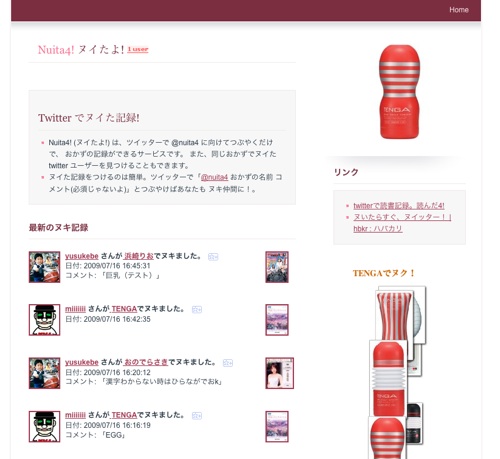 Home
Nuita4! ヌイたよ!
Twitter でヌイた記録!
Nuita4! (ヌイたよ!) は、ツイッターで @nuita4 に向けてつぶやくだけ
で、 おかずの記録ができるサービスです。 また、同じおかずでヌイた
twitter ユーザーを見つけることもできます。
ヌイた記録をつけるのは簡単。ツイッターで「@nuita4 おかずの名前 コ
メント(必須じゃないよ)」とつぶやけばあなたも ヌキ仲間に！。
最新のヌキ記録
yusukebe さんが 浜崎りおでヌキました。
日付: 2009/07/16 16:45:31
コメント: 「巨乳（テスト）」
miiiiiii さんが TENGAでヌキました。
日付: 2009/07/16 16:42:35
yusukebe さんが おのでらさきでヌキました。
日付: 2009/07/16 16:20:12
コメント: 「漢字わからない時はひらながでおk」
miiiiiii さんが TENGAでヌキました。
日付: 2009/07/16 16:16:19
コメント: 「EGG」
TENGA
リンク
twitterで読書記録。読んだ4!
ヌいたらすぐ、ヌイッター！ |
hbkr : ハバカリ
TENGAでヌク！
TENGA
TENGA